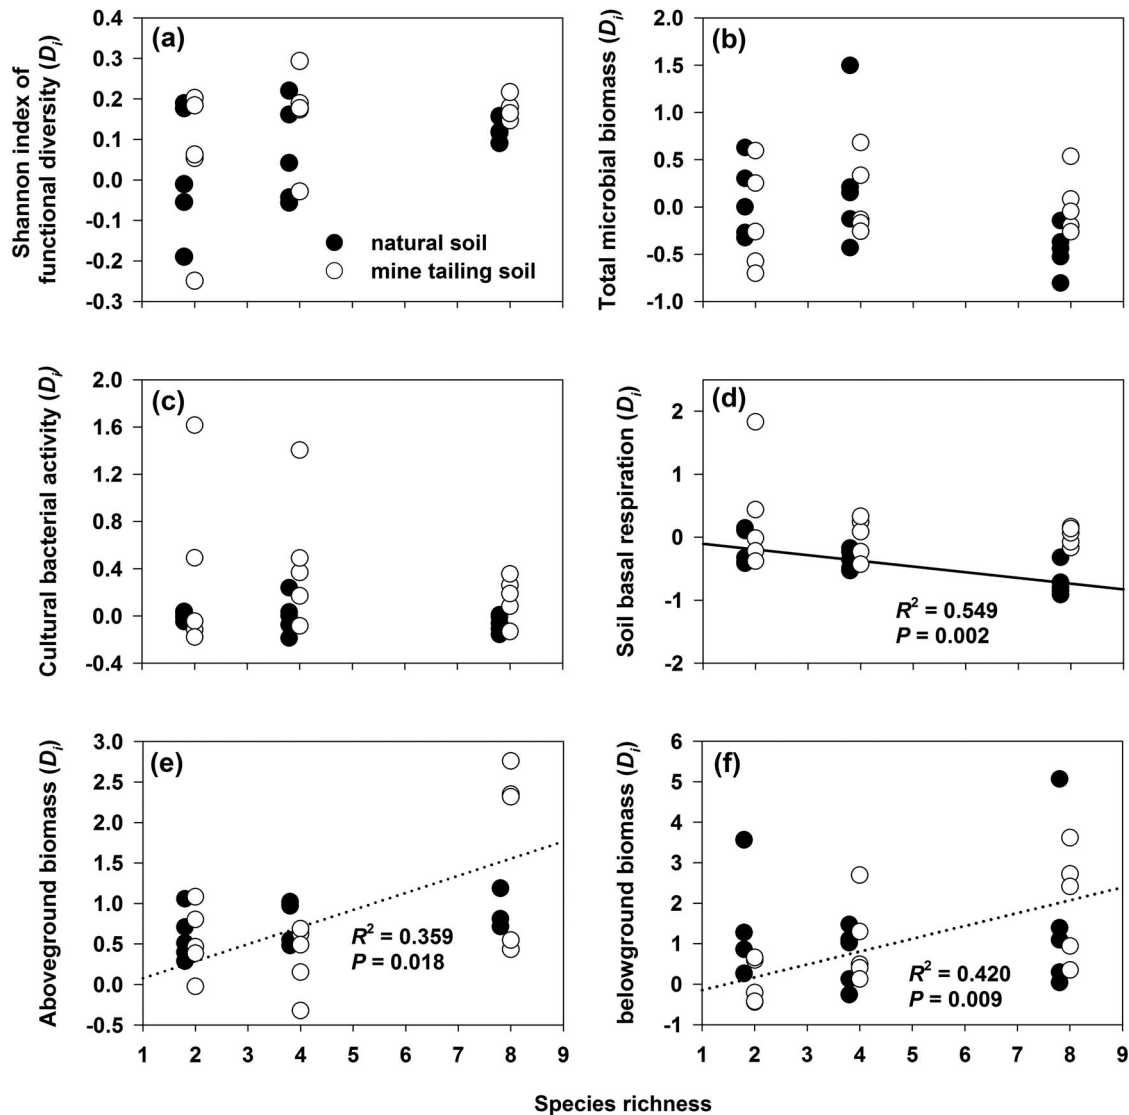 (a)
Shannon index of
functional diversity (Di)
0.4
0.3
0.2
0.1
0.0
-0.1
-0.2
-0.3
natural soil
mine tailing soil
(b)
Total microbial biomass (Di)
2.0
1.5
1.0
0.5
0.0
-0.5
-1.0
(c)
Cultural bacterial activity (Di)
2.0
1.6
1.2
0.8
0.4
0.0
-0.4
(d)
Soil basal respiration (Di)
2
1
0
-1
-2
R² = 0.549
P = 0.002
(e)
Aboveground biomass (Di)
3.0
2.5
2.0
1.5
1.0
0.5
0.0
-0.5
R² = 0.359
P = 0.018
1 2 3 4 5 6 7 8 9
(f)
belowground biomass (Di)
6
5
4
3
2
1
0
-1
R² = 0.420
P = 0.009
1 2 3 4 5 6 7 8 9
Species richness